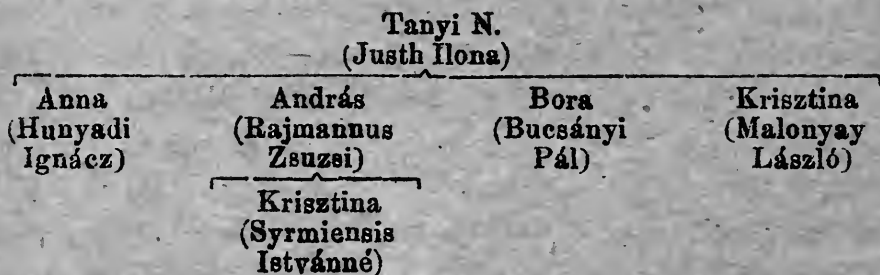 Tanyi N.
(Justh Ilona)
Anna András Bora Krisztina
(Hunyadi (Rajmannus (Bucsányi (Malonyay
Ignácz) Zsuzsi) Pál) László)
Krisztina
(Syrmiensis
Istvánné)